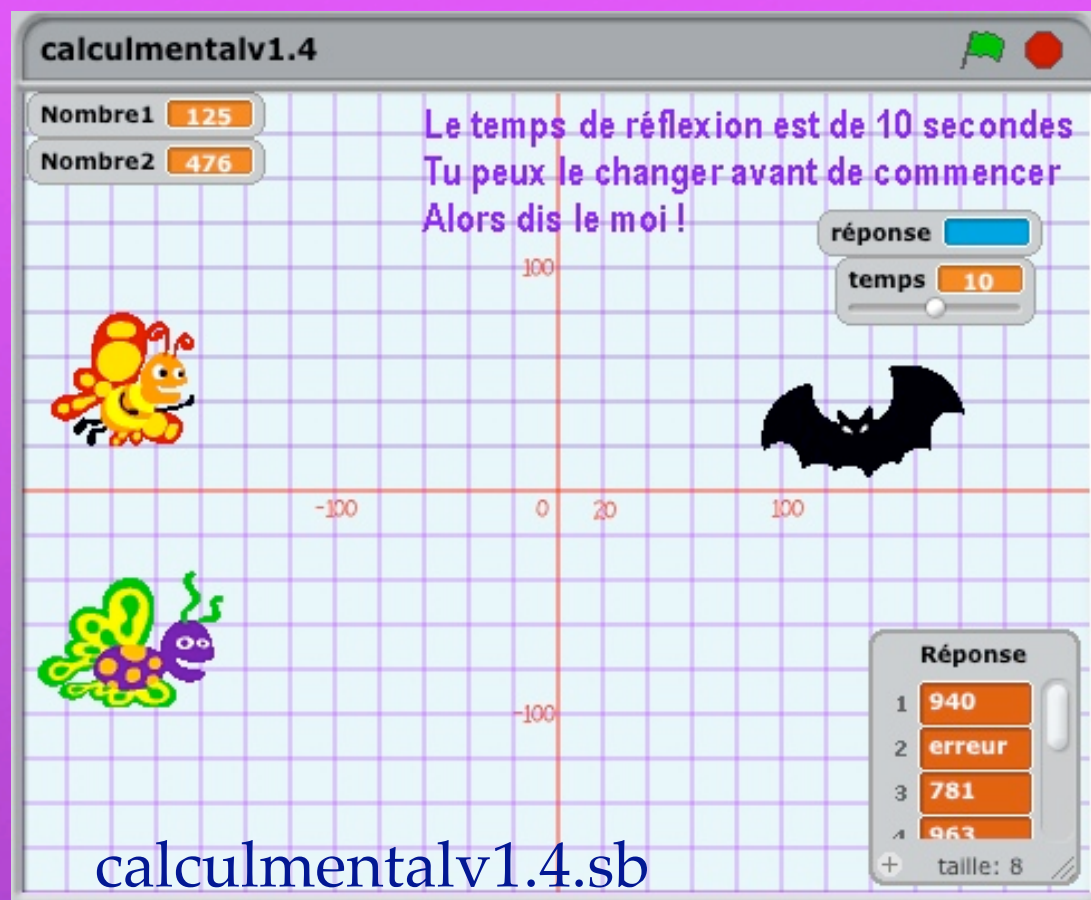 calculmentalv1.4
Nombre1 125
Nombre2 476
Le temps de réflexion est de 10 secondes
Tu peux le changer avant de commencer
Alors dis le moi !
réponse
temps 10
100
-100 0 20 100
-100
Réponse
1 940
2 erreur
3 781
4 963
+ taille: 8
calculmentalv1.4.sb